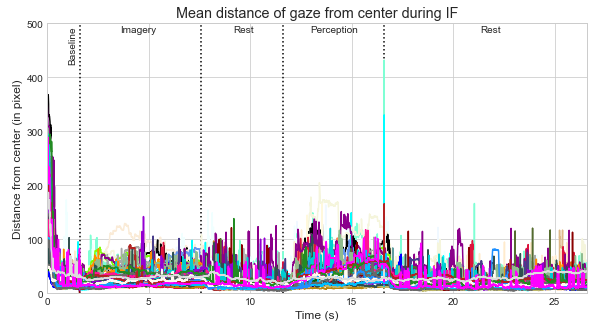 Mean distance of gaze from center during IF
500
400
300
200
100
0
Distance from center (in pixel)
Baseline
Imagery
Rest
Perception
Rest
0
5
10
15
20
25
Time (s)